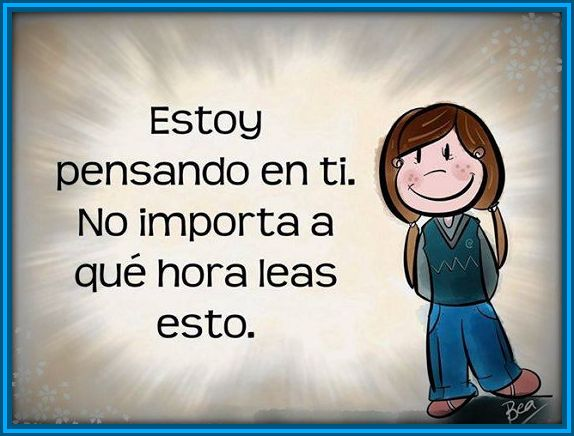 Estoy
pensando en ti.
No importa a
qué hora leas
esto.
Bea